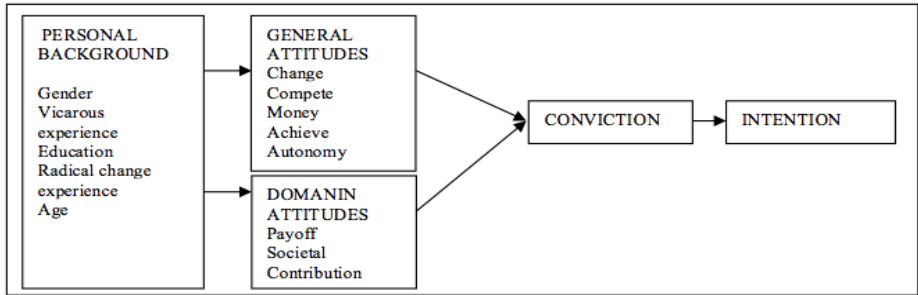 PERSONAL
BACKGROUND
Gender
Vicarous
experience
Education
Radical change
experience
Age
GENERAL
ATTITUDES
Change
Compete
Money
Achieve
Autonomy
DOMANIN
ATTITUDES
Payoff
Societal
Contribution
CONVICTION
INTENTION